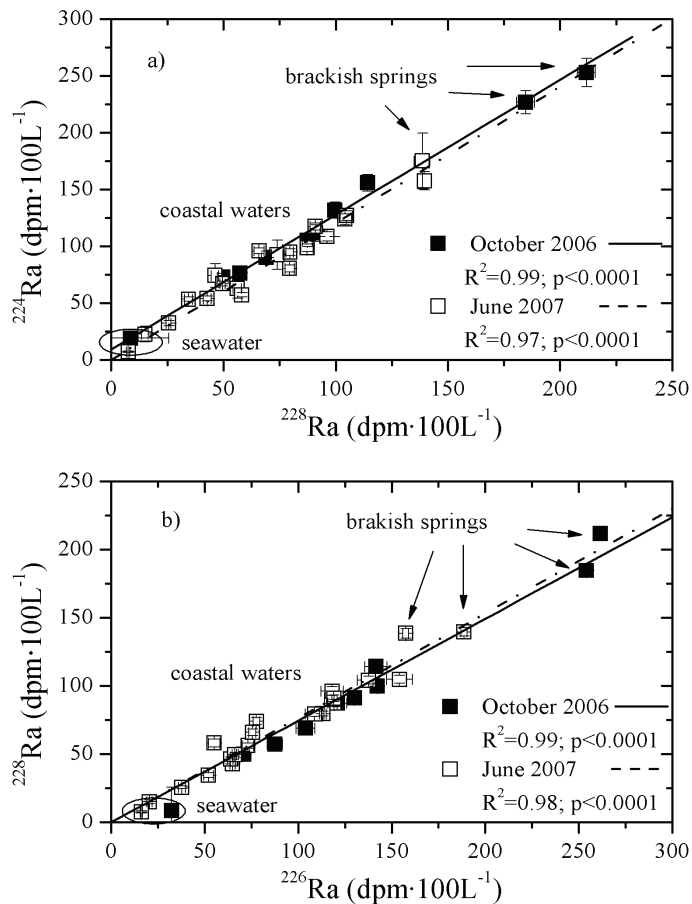 300
250
200
150
100
50
0
²²⁴Ra (dpm·100L⁻¹)
a)
brackish springs
coastal waters
seawater
October 2006
R²=0.99; p<0.0001
June 2007
R²=0.97; p<0.0001
0 50 100 150 200 250
²²⁸Ra (dpm·100L⁻¹)
250
200
150
100
50
0
²²⁸Ra (dpm·100L⁻¹)
b)
brakish springs
coastal waters
seawater
October 2006
R²=0.99; p<0.0001
June 2007
R²=0.98; p<0.0001
0 50 100 150 200 250 300
²²⁶Ra (dpm·100L⁻¹)